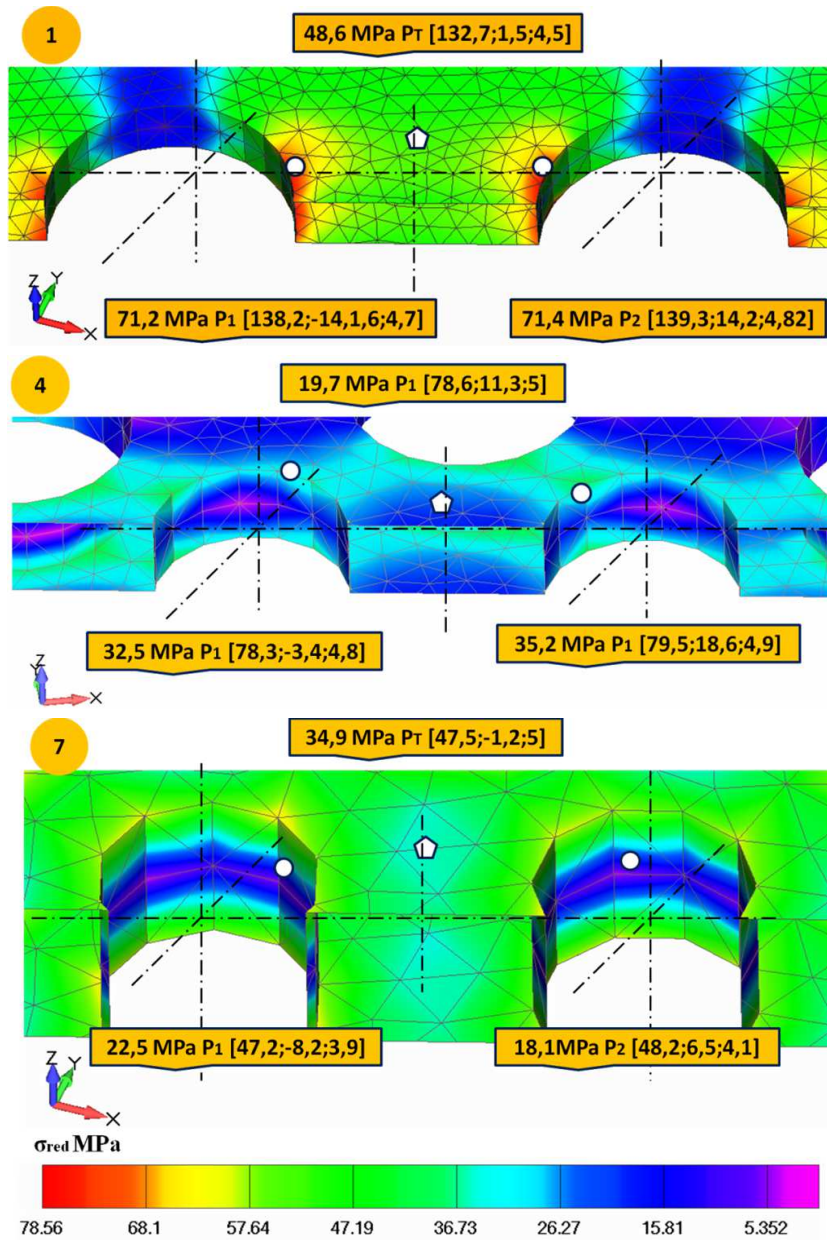 1
48,6 MPa PT [132,7;1,5;4,5]
Z
Y
X
71,2 MPa P1 [138,2;-14,1,6;4,7]
71,4 MPa P2 [139,3;14,2;4,82]
4
19,7 MPa P1 [78,6;11,3;5]
Z
Y
X
32,5 MPa P1 [78,3;-3,4;4,8]
35,2 MPa P1 [79,5;18,6;4,9]
7
34,9 MPa PT [47,5;-1,2;5]
22,5 MPa P1 [47,2;-8,2;3,9]
18,1MPa P2 [48,2;6,5;4,1]
Z
Y
X
σred MPa
78.56 68.1 57.64 47.19 36.73 26.27 15.81 5.352